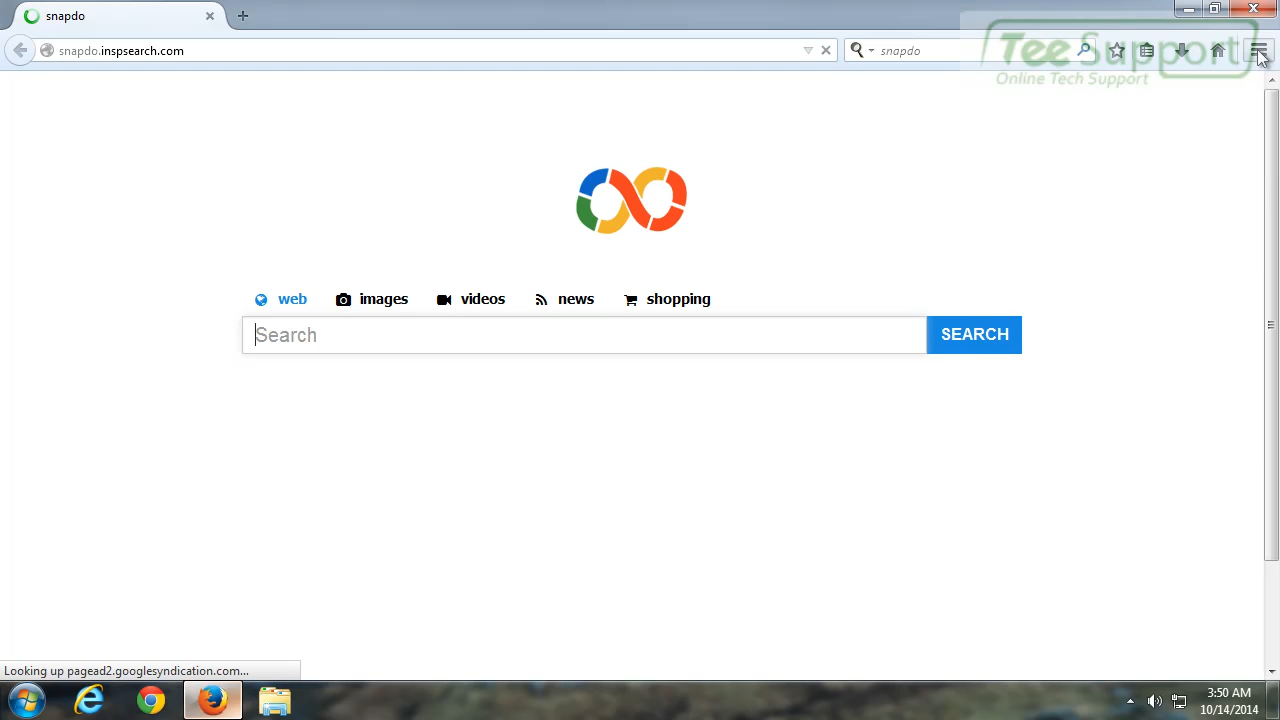 snapdo
snapdo.inspsearch.com
snapdo
Tee Support
Online Tech Support
web images videos news shopping
Search
SEARCH
Looking up pagead2.googlesyndication.com...
3:50 AM
10/14/2014